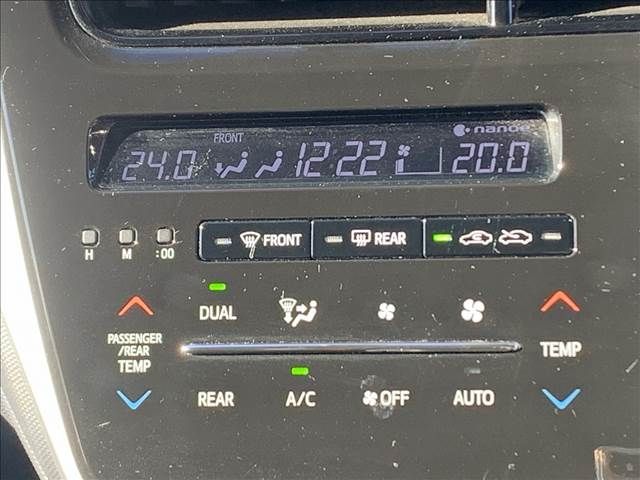 FRONT
nanoe
24.0 12:22 20.0
FRONT REAR
H M :00
DUAL
PASSENGER
/REAR
TEMP
TEMP
REAR A/C OFF AUTO